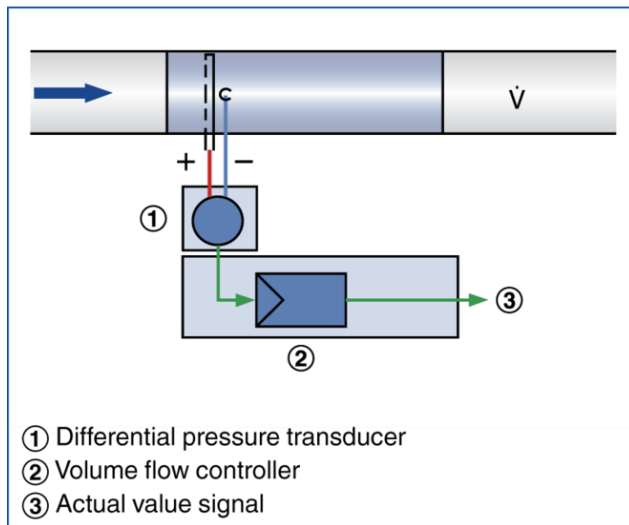 V̇
+ −
①
③
②
① Differential pressure transducer
② Volume flow controller
③ Actual value signal